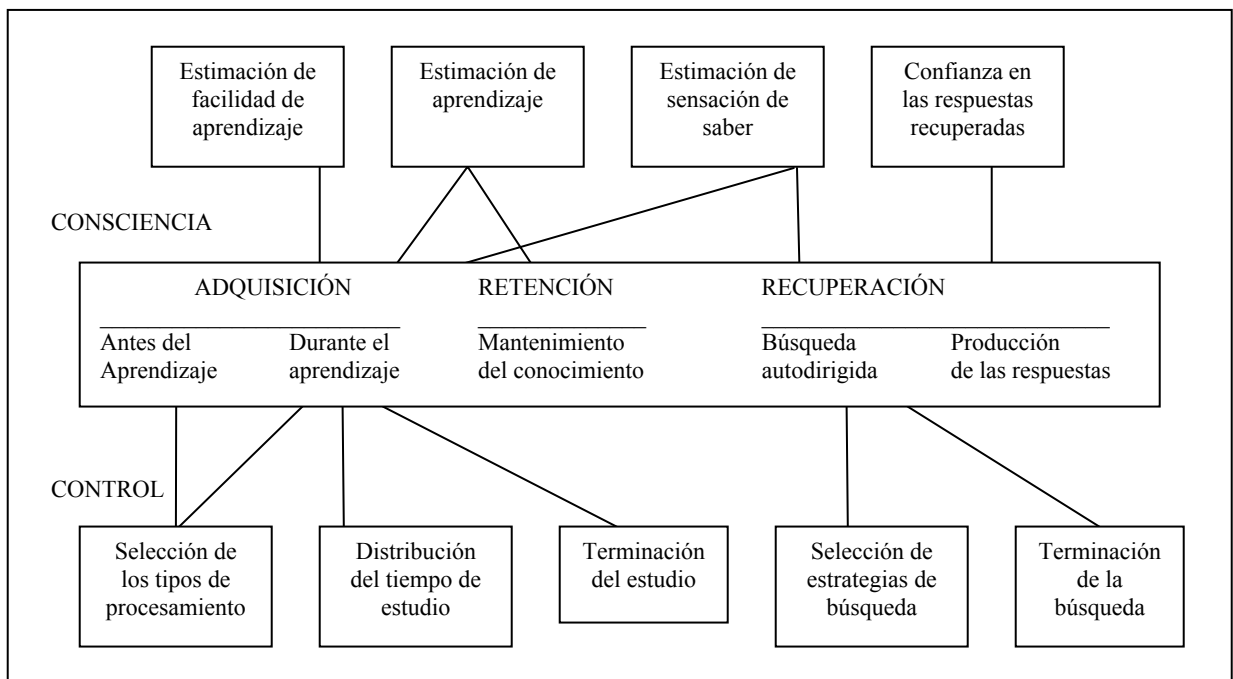 Estimación de
facilidad de
aprendizaje
Estimación de
aprendizaje
Estimación de
sensación de
saber
Confianza en
las respuestas
recuperadas
CONSCIENCIA
ADQUISICIÓN
RETENCIÓN
RECUPERACIÓN
Antes del
Aprendizaje
Durante el
aprendizaje
Mantenimiento
del conocimiento
Búsqueda
autodirigida
Producción
de las respuestas
CONTROL
Selección de
los tipos de
procesamiento
Distribución
del tiempo de
estudio
Terminación
del estudio
Selección de
estrategias de
búsqueda
Terminación
de la
búsqueda